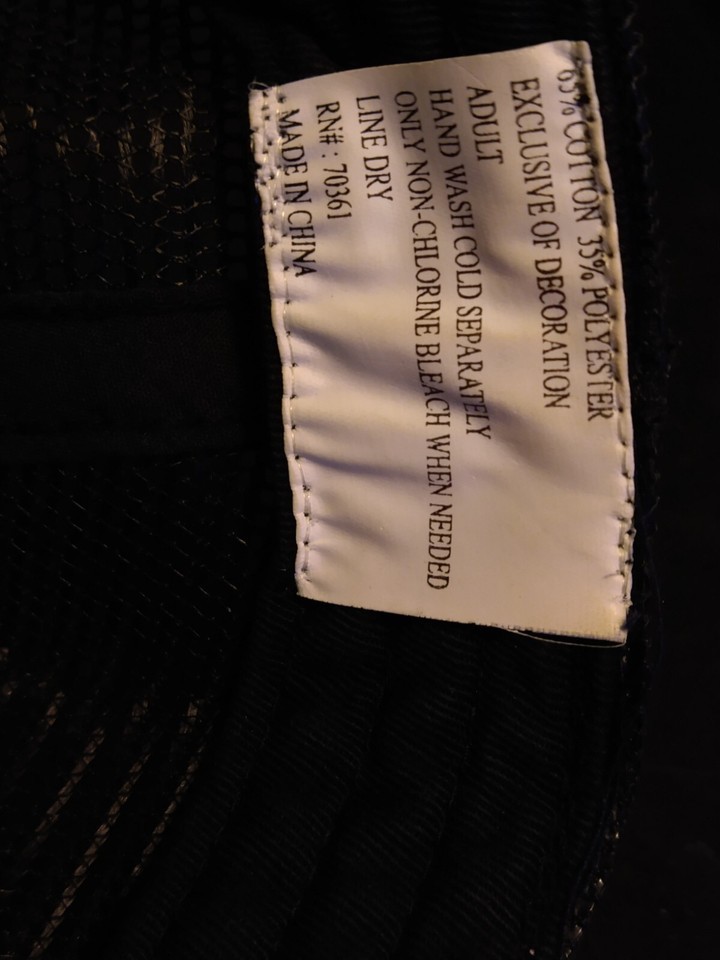 65% COTTON 35% POLYESTER
EXCLUSIVE OF DECORATION
ADULT
HAND WASH COLD SEPARATELY
ONLY NON-CHLORINE BLEACH WHEN NEEDED
LINE DRY
RN# : 70361
MADE IN CHINA